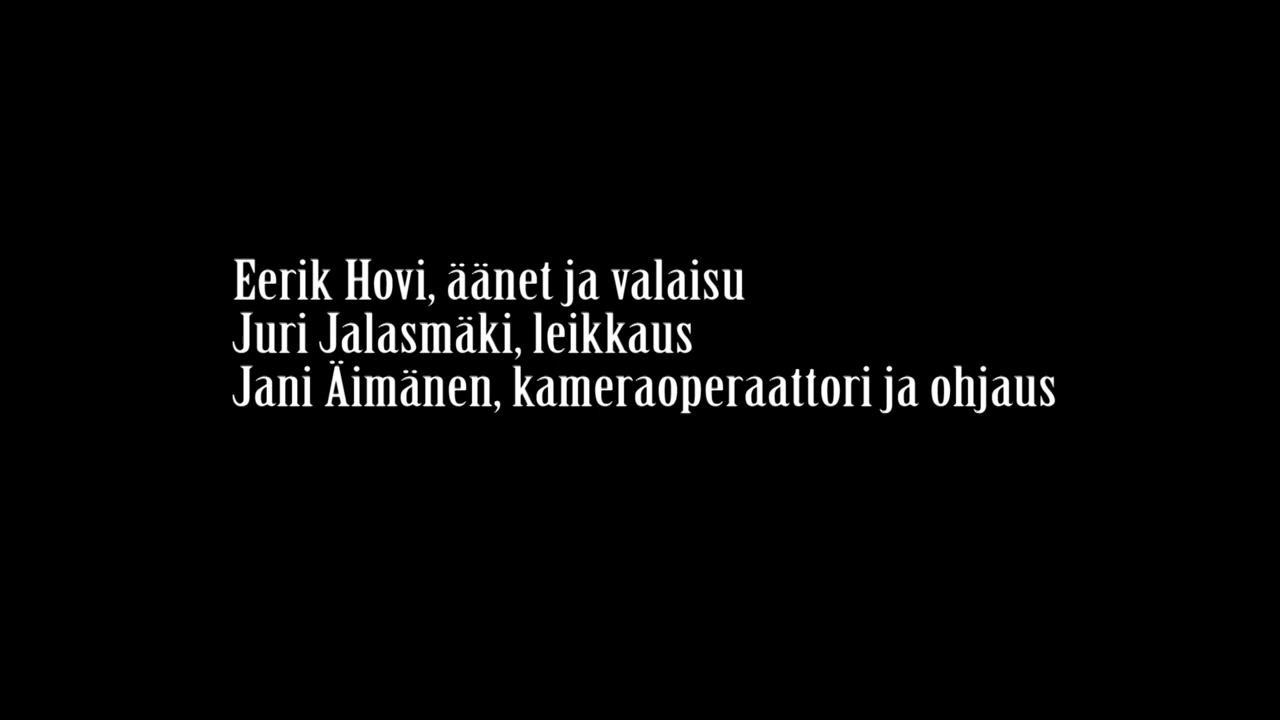 Eerik Hovi, äänet ja valaisu
Juri Jalasmäki, leikkaus
Jani Äimänen, kameraoperaattori ja ohjaus